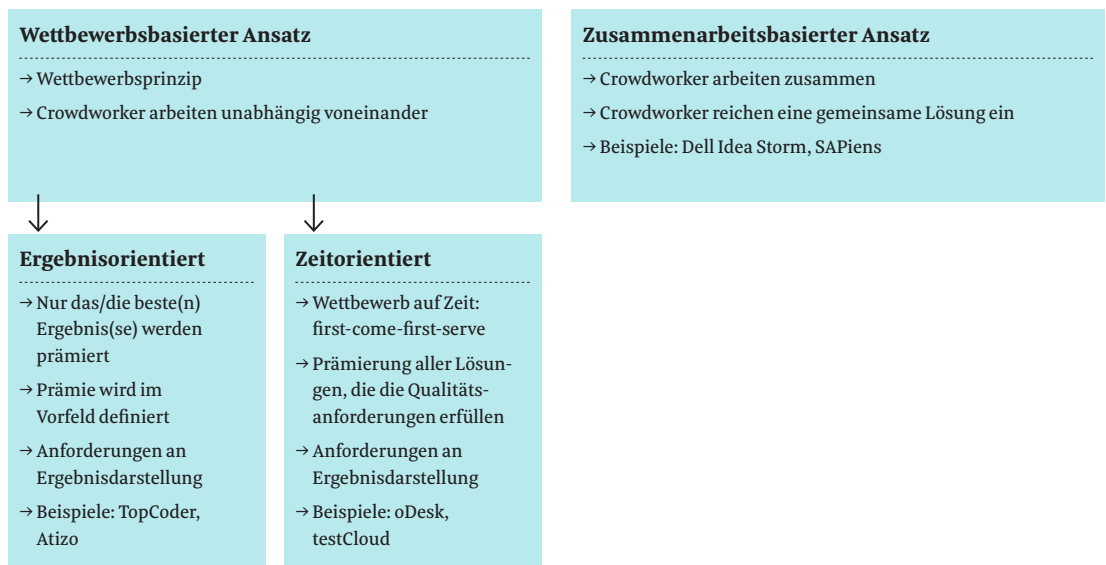 Wettbewerbsbasierter Ansatz
→ Wettbewerbsprinzip
→ Crowdworker arbeiten unabhängig voneinander
Zusammenarbeitsbasierter Ansatz
→ Crowdworker arbeiten zusammen
→ Crowdworker reichen eine gemeinsame Lösung ein
→ Beispiele: Dell Idea Storm, SAPiens
Ergebnisorientiert
→ Nur das/die beste(n)
Ergebnis(se) werden
prämiert
→ Prämie wird im
Vorfeld definiert
→ Anforderungen an
Ergebnisdarstellung
→ Beispiele: TopCoder,
Atizo
Zeitorientiert
→ Wettbewerb auf Zeit:
first-come-first-serve
→ Prämierung aller Lösun-
gen, die die Qualitäts-
anforderungen erfüllen
→ Anforderungen an
Ergebnisdarstellung
→ Beispiele: oDesk,
testCloud